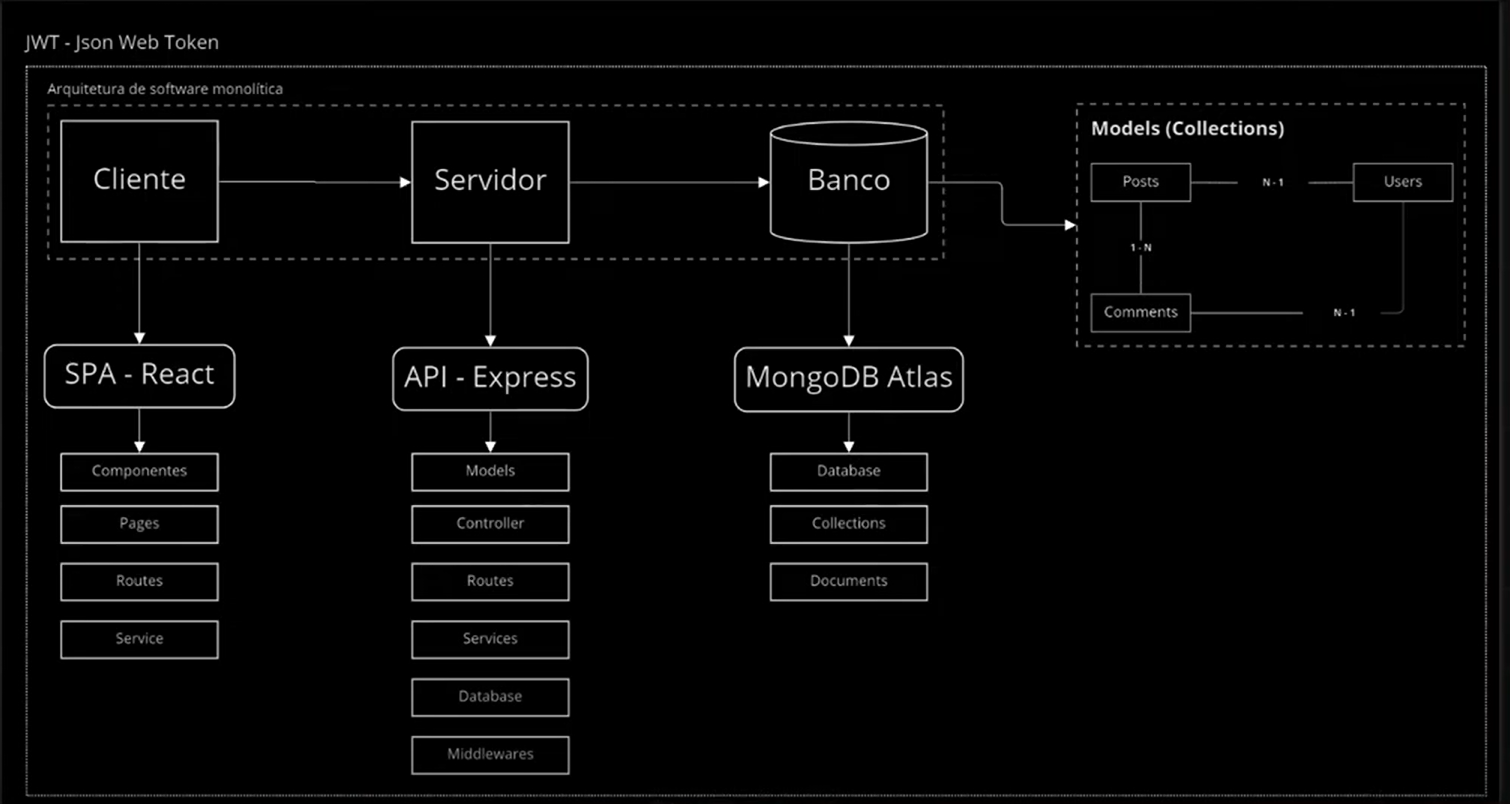 JWT - Json Web Token
Arquitetura de software monolítica
Cliente
Servidor
Banco
Models (Collections)
Posts
N - 1
Users
1 - N
Comments
N - 1
SPA - React
API - Express
MongoDB Atlas
Componentes
Models
Database
Pages
Controller
Collections
Routes
Routes
Documents
Service
Services
Database
Middlewares